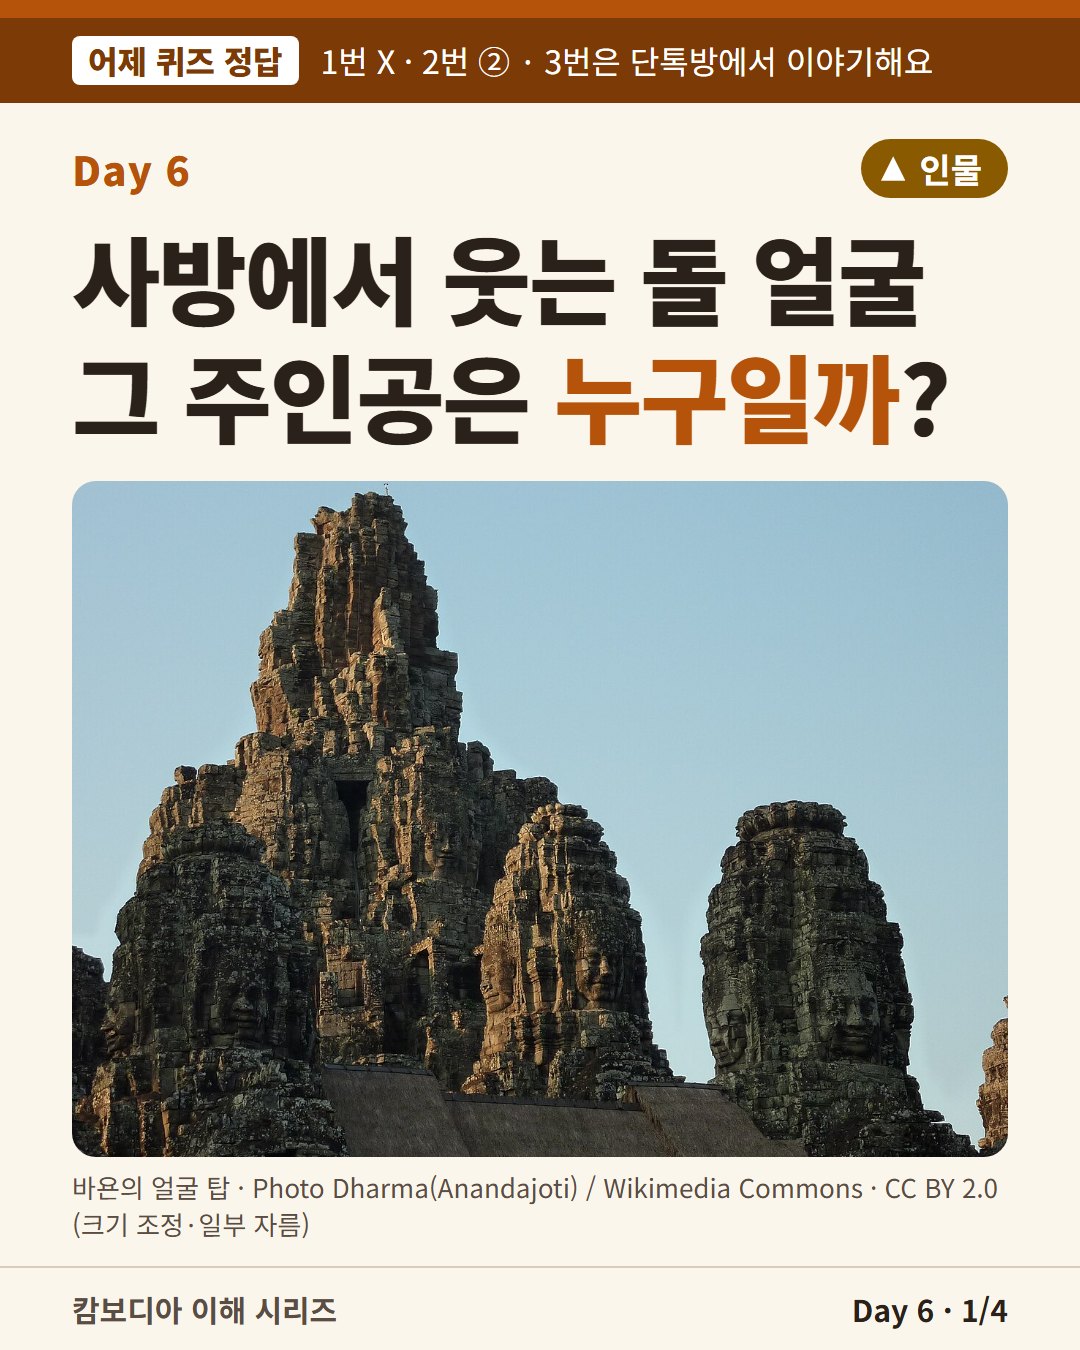 어제 퀴즈 정답 1번 X · 2번 ② · 3번은 단톡방에서 이야기해요
Day 6 ▲ 인물
사방에서 웃는 돌 얼굴
그 주인공은 누구일까?
바욘의 얼굴 탑 · Photo Dharma(Anandajoti) / Wikimedia Commons · CC BY 2.0
(크기 조정·일부 자름)
캄보디아 이해 시리즈 Day 6 · 1/4